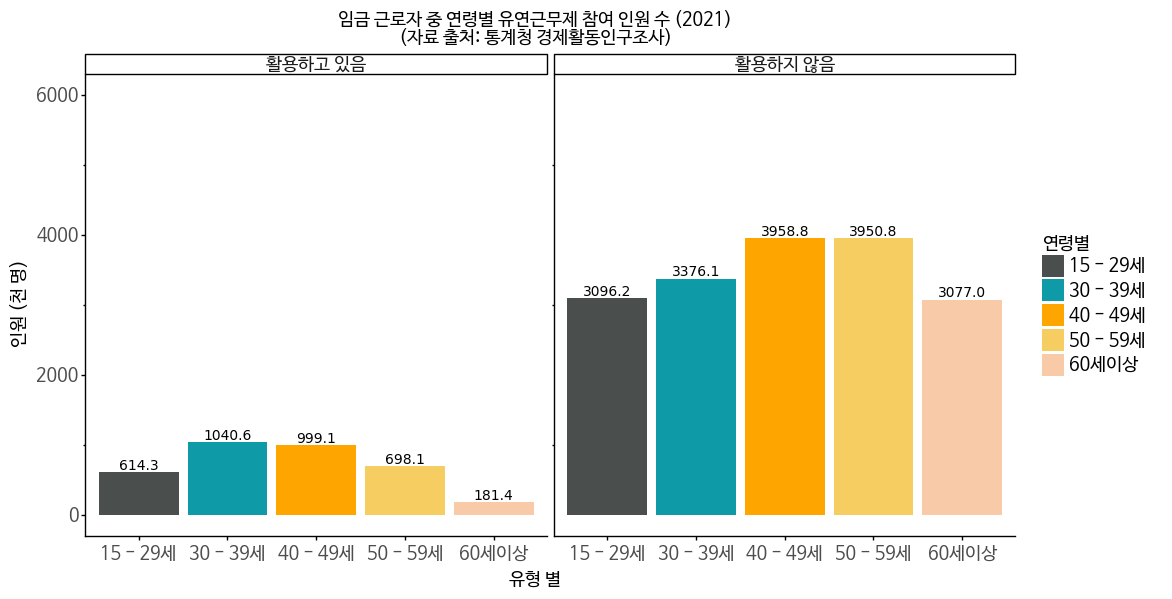 임금 근로자 중 연령별 유연근무제 참여 인원 수 (2021)
(자료 출처: 통계청 경제활동인구조사)
활용하고 있음
활용하지 않음
6000
4000
2000
0
인원 (천 명)
614.3
1040.6
999.1
698.1
181.4
3096.2
3376.1
3958.8
3950.8
3077.0
15 - 29세 30 - 39세 40 - 49세 50 - 59세 60세이상
15 - 29세 30 - 39세 40 - 49세 50 - 59세 60세이상
유형 별
연령별
15 - 29세
30 - 39세
40 - 49세
50 - 59세
60세이상